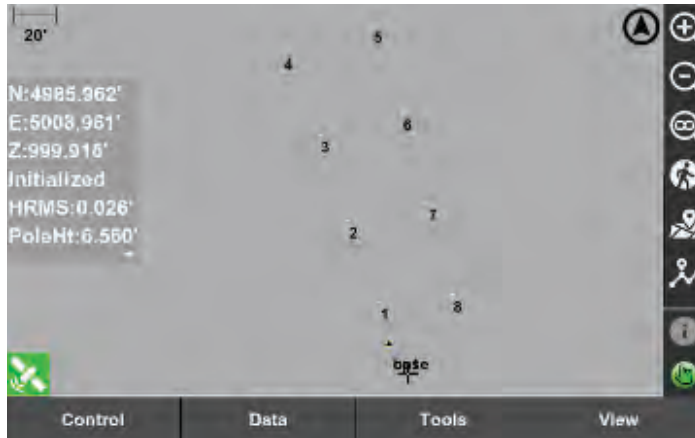 20'
5
4
N:4985.962'
E:5003.961'
Z:999.916'
6
3
Initialized
HRMS:0.026'
PoleHt:6.560'
7
2
8
1
base
Control Data Tools View